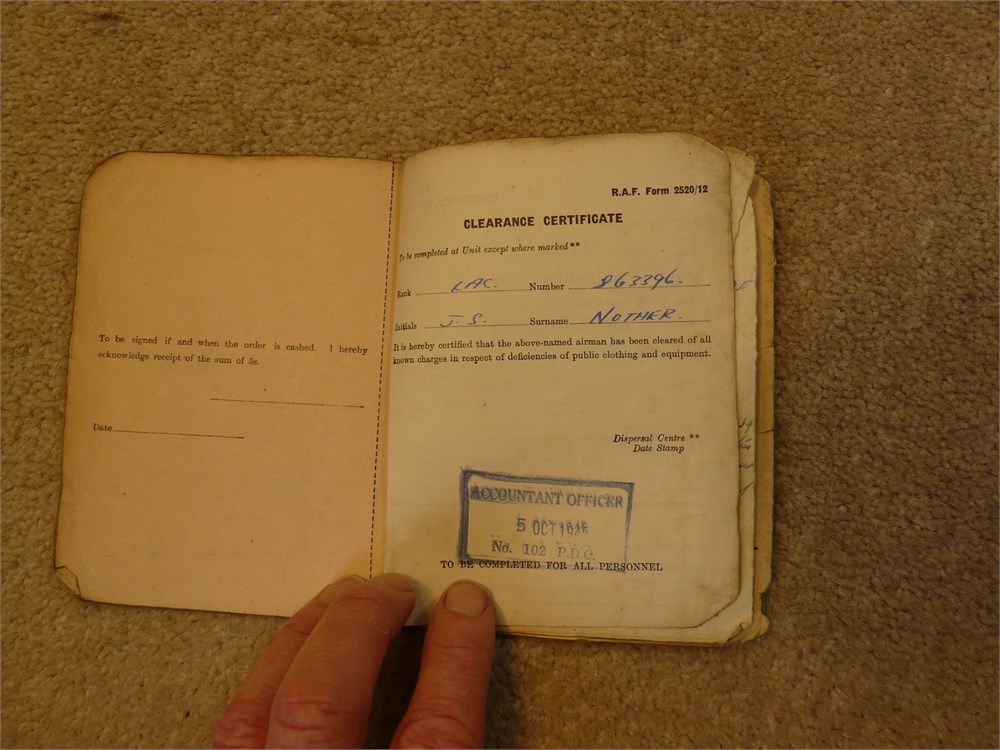 To be signed if and when the order is cashed. I hereby
acknowledge receipt of the sum of 5s.
Date
R.A.F. Form 2520/12
CLEARANCE CERTIFICATE
To be completed at Unit except where marked **
Rank LAC. Number 863396.
Initials J. S. Surname NOTHER.
It is hereby certified that the above-named airman has been cleared of all
known charges in respect of deficiencies of public clothing and equipment.
Dispersal Centre **
Date Stamp
ACCOUNTANT OFFICER
5 OCT 1945
No. 102 P.D.C.
TO BE COMPLETED FOR ALL PERSONNEL